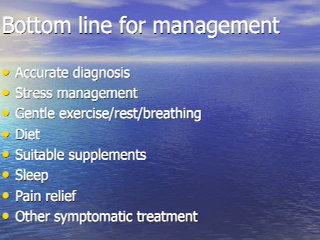 Bottom line for management
Accurate diagnosis
Stress management
Gentle exercise/rest/breathing
Diet
Suitable supplements
Sleep
Pain relief
Other symptomatic treatment